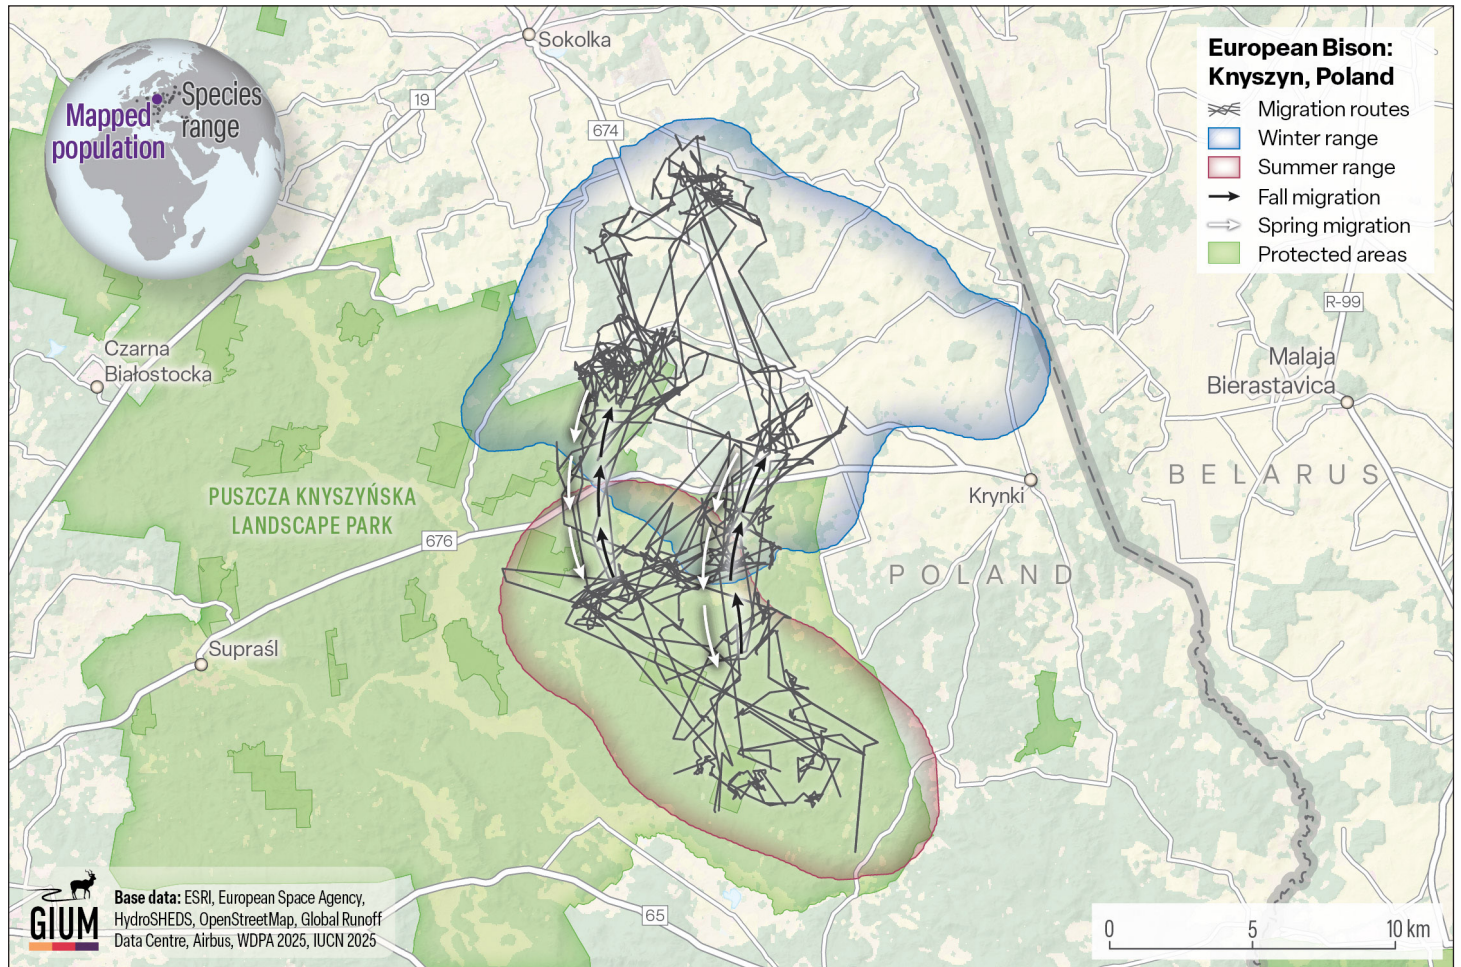 European Bison:
Knyszyn, Poland
Migration routes
Winter range
Summer range
Fall migration
Spring migration
Protected areas
Mapped
population
Species
range
Sokolka
19
674
R-99
Czarna
Białostocka
Malaja
Bierastavica
BELARUS
Krynki
PUSZCZA KNYSZYŃSKA
LANDSCAPE PARK
676
POLAND
Supraśl
65
GIUM
Base data: ESRI, European Space Agency,
HydroSHEDS, OpenStreetMap, Global Runoff
Data Centre, Airbus, WDPA 2025, IUCN 2025
0 5 10 km